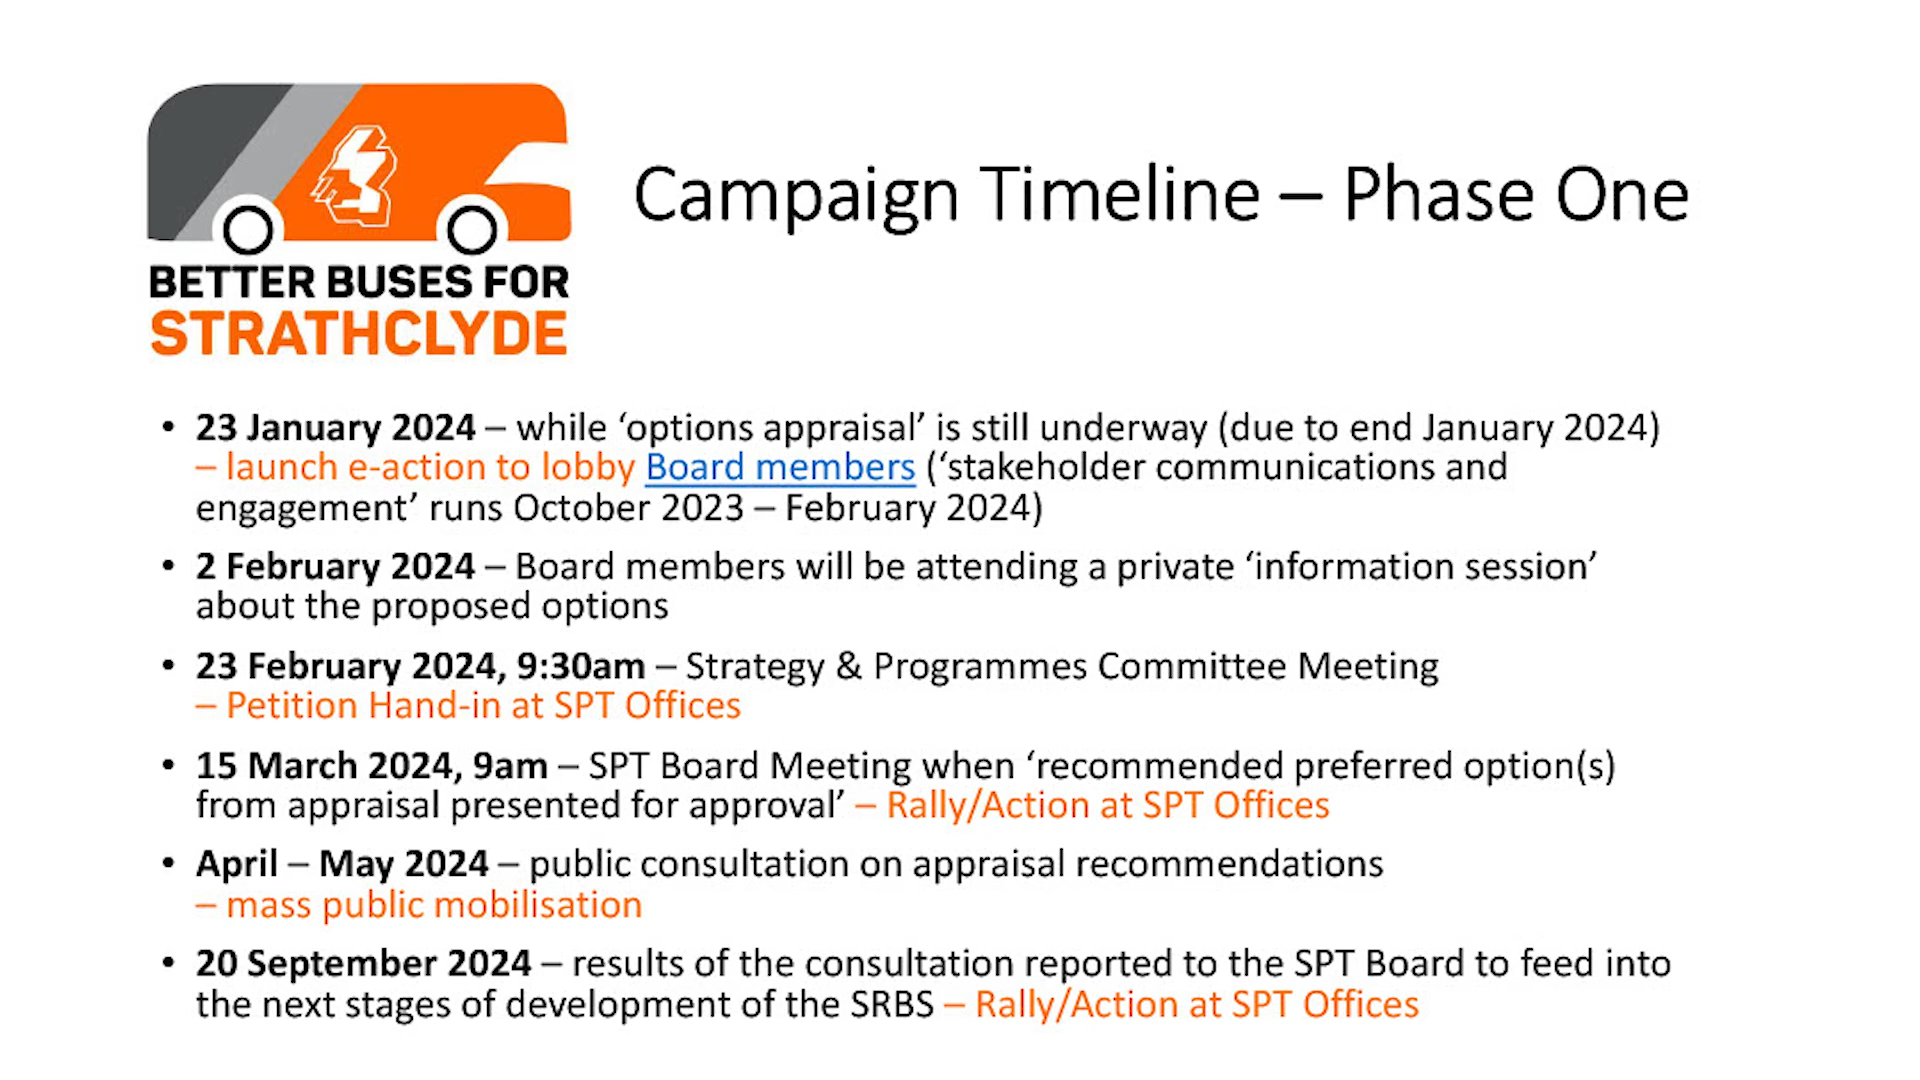 Campaign Timeline – Phase One
BETTER BUSES FOR
STRATHCLYDE
• 23 January 2024 – while ‘options appraisal’ is still underway (due to end January 2024)
– launch e-action to lobby Board members (‘stakeholder communications and
engagement’ runs October 2023 – February 2024)
• 2 February 2024 – Board members will be attending a private ‘information session’
about the proposed options
• 23 February 2024, 9:30am – Strategy & Programmes Committee Meeting
– Petition Hand-in at SPT Offices
• 15 March 2024, 9am – SPT Board Meeting when ‘recommended preferred option(s)
from appraisal presented for approval’ – Rally/Action at SPT Offices
• April – May 2024 – public consultation on appraisal recommendations
– mass public mobilisation
• 20 September 2024 – results of the consultation reported to the SPT Board to feed into
the next stages of development of the SRBS – Rally/Action at SPT Offices